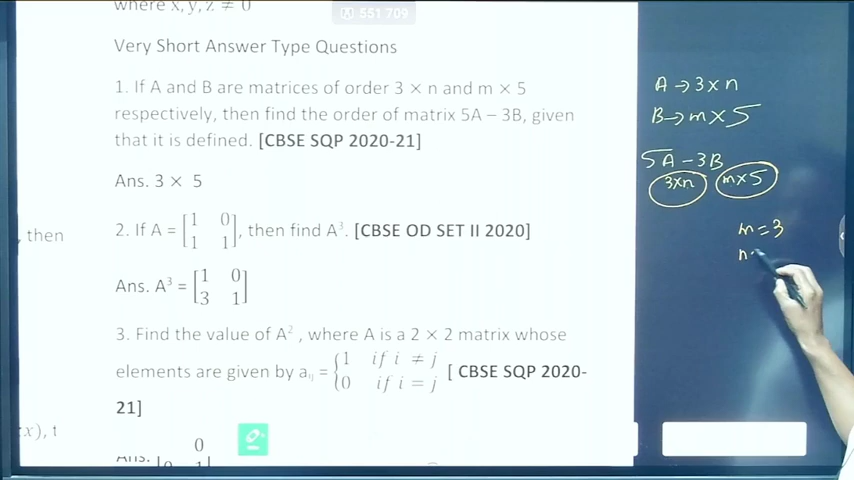 where x, y, z ≠ 0
551 709
Very Short Answer Type Questions
1. If A and B are matrices of order 3 × n and m × 5
respectively, then find the order of matrix 5A – 3B, given
that it is defined. [CBSE SQP 2020-21]
Ans. 3 × 5
, then
2. If A = [1 0
1 1], then find A³. [CBSE OD SET II 2020]
Ans. A³ = [1 0
3 1]
3. Find the value of A² , where A is a 2 × 2 matrix whose
elements are given by aᵢⱼ = {1 if i ≠ j
0 if i = j [ CBSE SQP 2020-
21]
x), t
Ans.
0
A → 3 × n
B → m × 5
5A – 3B
3×n m×5
m = 3
n